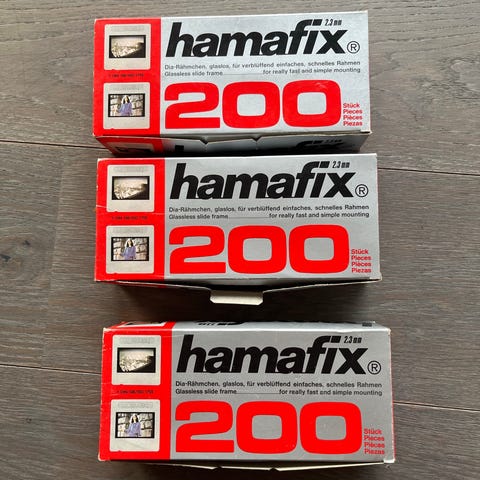 hamafix®
2.3 mm
Dia-Rähmchen, glaslos, für verblüffend einfaches, schnelles Rahmen
Glassless slide frame for really fast and simple mounting
200
Stück
Pieces
Pièces
Piezas
hamafix®
2.3 mm
Dia-Rähmchen, glaslos, für verblüffend einfaches, schnelles Rahmen
Glassless slide frame for really fast and simple mounting
200
Stück
Pieces
Pièces
Piezas
hamafix®
2.3 mm
Dia-Rähmchen, glaslos, für verblüffend einfaches, schnelles Rahmen
Glassless slide frame for really fast and simple mounting
200
Stück
Pieces
Pièces
Piezas